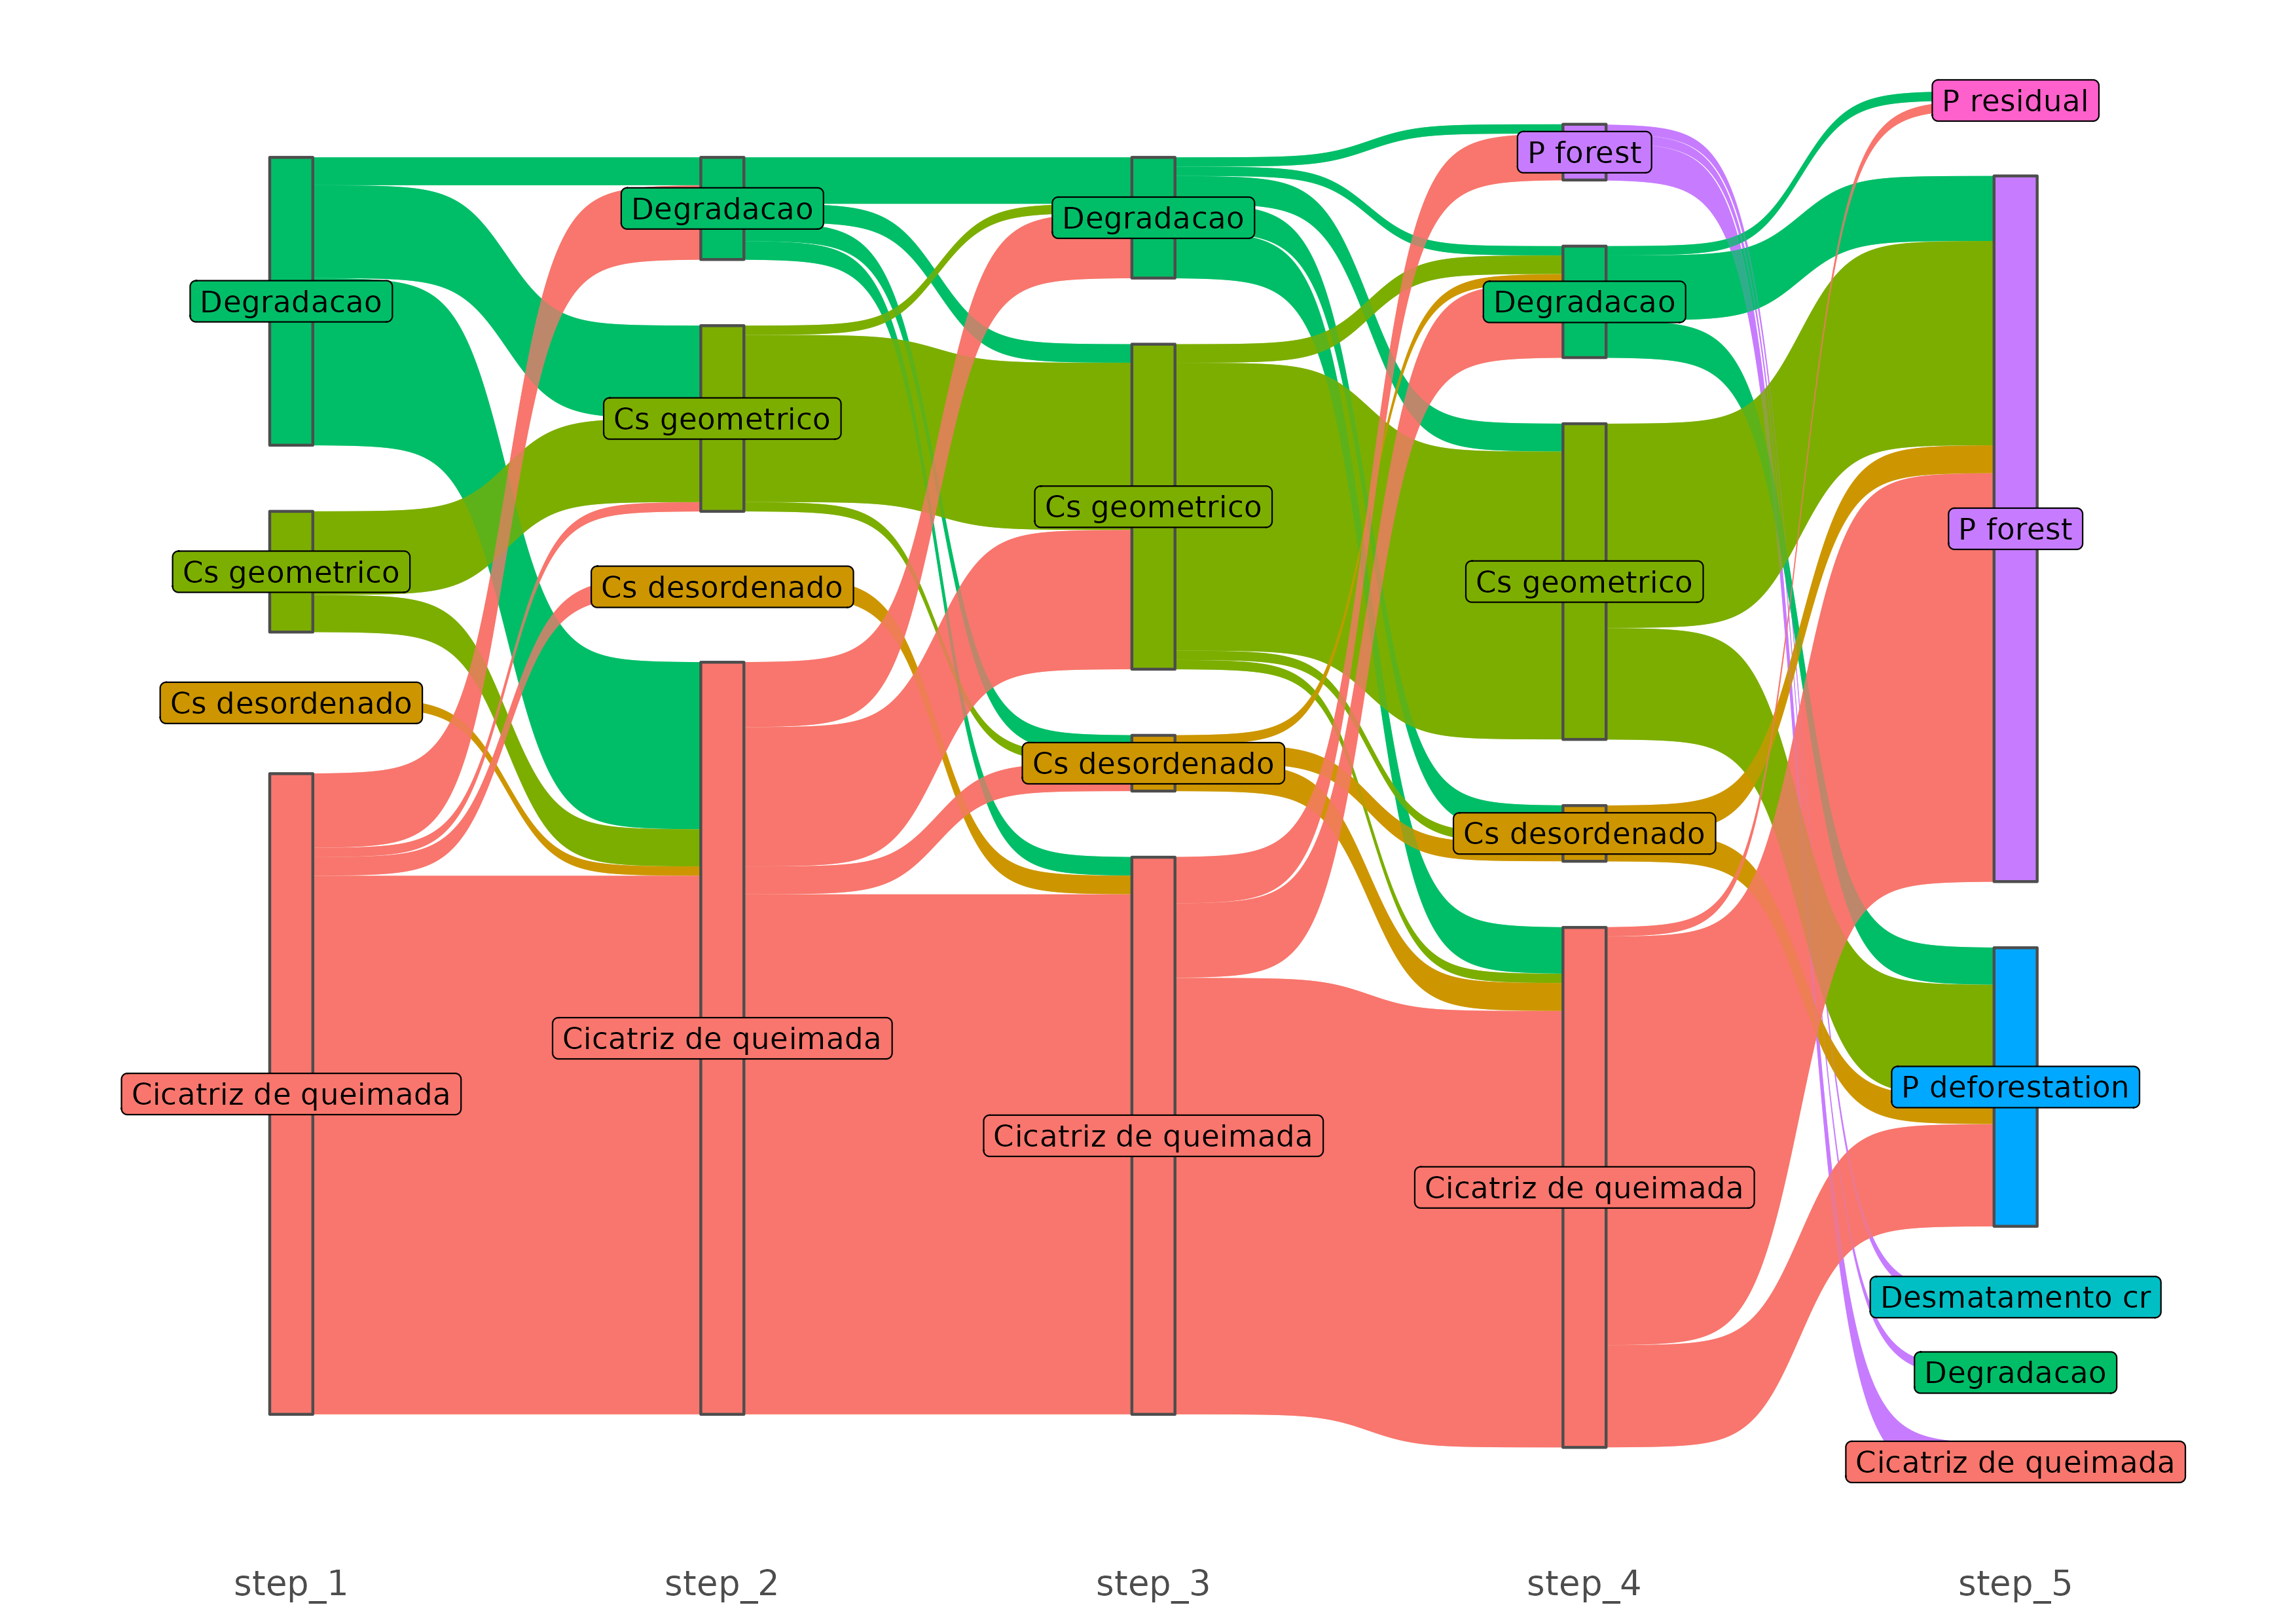 Degradacao
Cs geometrico
Cs desordenado
Cicatriz de queimada
Degradacao
Cs geometrico
Cs desordenado
Cicatriz de queimada
Degradacao
Cs geometrico
Cs desordenado
Cicatriz de queimada
P forest
Degradacao
Cs geometrico
Cs desordenado
Cicatriz de queimada
P residual
P forest
P deforestation
Desmatamento cr
Degradacao
Cicatriz de queimada
step_1
step_2
step_3
step_4
step_5